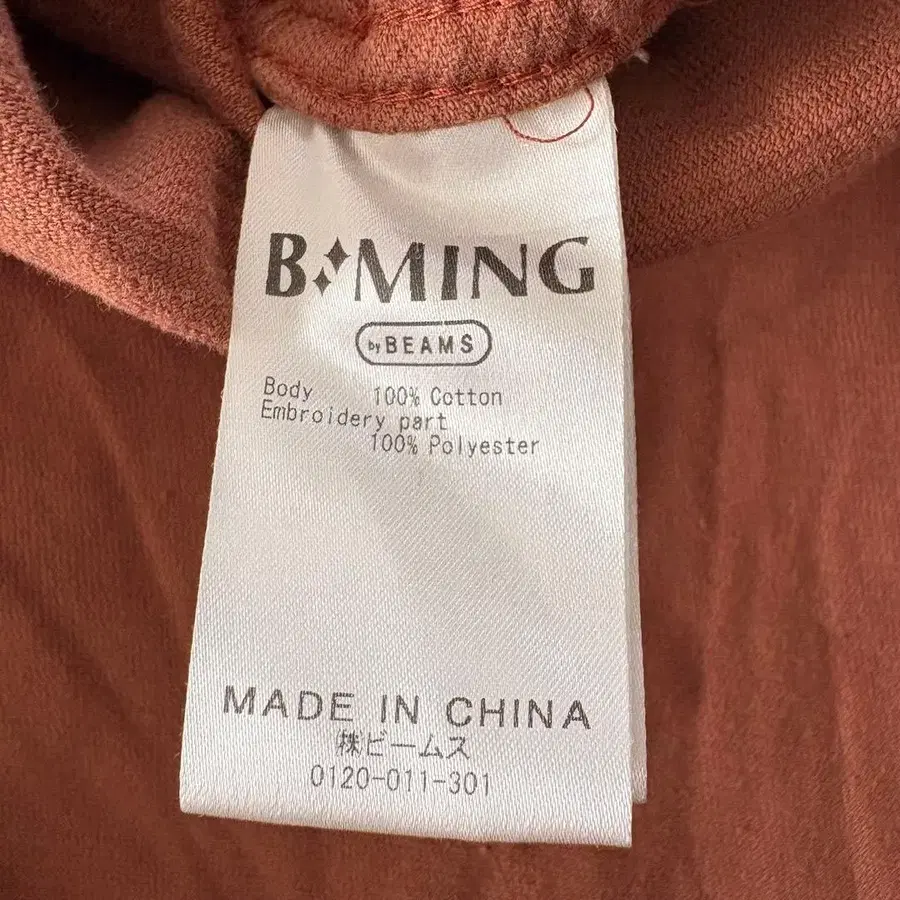 B:MING
by BEAMS
Body 100% Cotton
Embroidery part
100% Polyester
MADE IN CHINA
㈱ビームス
0120-011-301